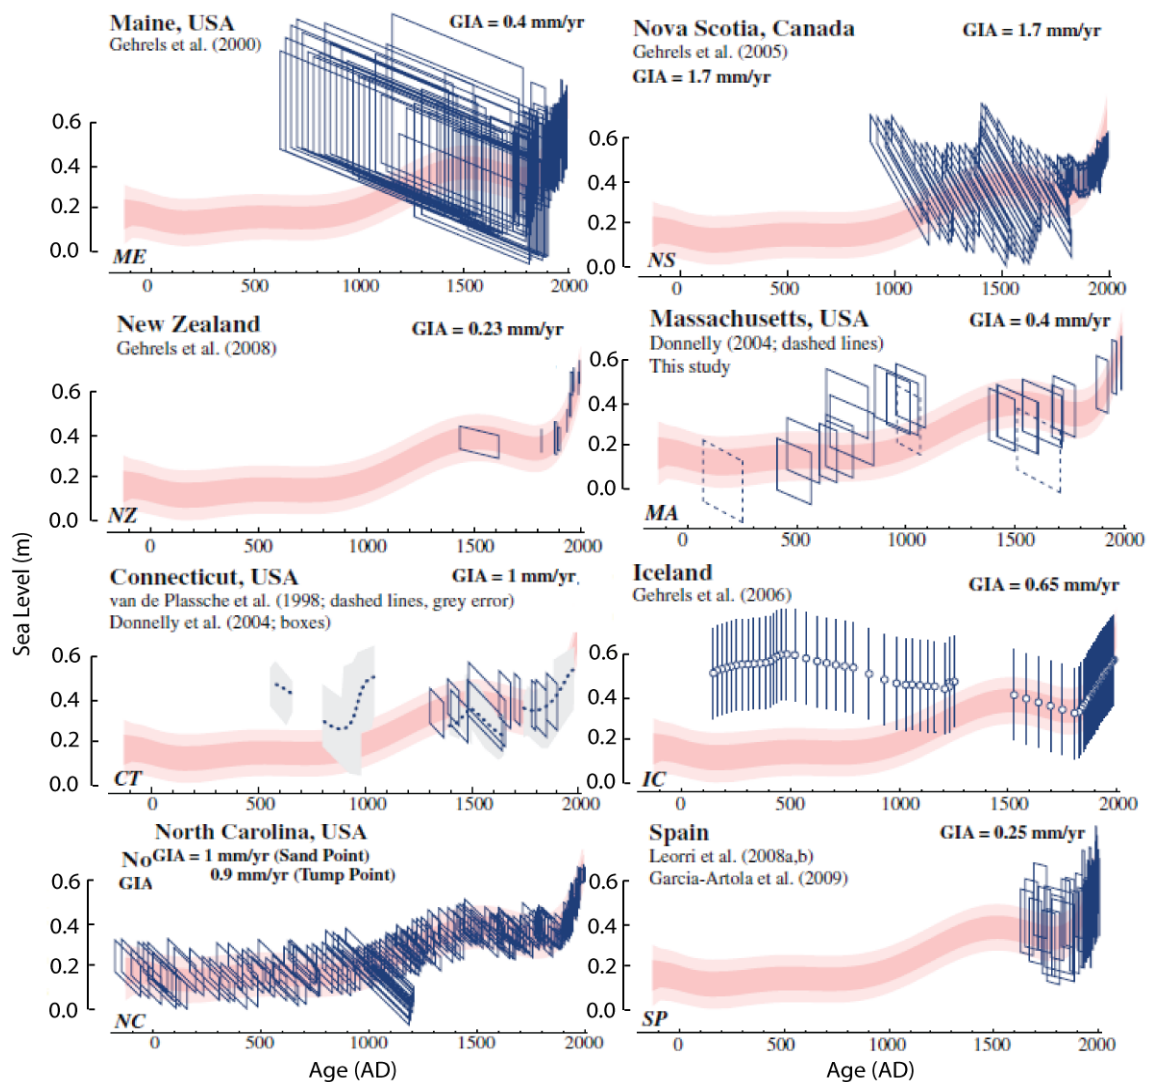 Maine, USA
Gehrels et al. (2000)
GIA = 0.4 mm/yr
0.6
0.4
0.2
0.0
ME
0 500 1000 1500 2000
Nova Scotia, Canada
Gehrels et al. (2005)
GIA = 1.7 mm/yr
GIA = 1.7 mm/yr
0.6
0.4
0.2
0.0
NS
0 500 1000 1500 2000
New Zealand
Gehrels et al. (2008)
GIA = 0.23 mm/yr
0.6
0.4
0.2
0.0
NZ
0 500 1000 1500 2000
Massachusetts, USA
Donnelly (2004; dashed lines)
This study
GIA = 0.4 mm/yr
0.6
0.4
0.2
0.0
MA
0 500 1000 1500 2000
Sea Level (m)
Connecticut, USA
van de Plassche et al. (1998; dashed lines, grey error)
Donnelly et al. (2004; boxes)
GIA = 1 mm/yr.
0.6
0.4
0.2
0.0
CT
0 500 1000 1500 2000
Iceland
Gehrels et al. (2006)
GIA = 0.65 mm/yr
0.6
0.4
0.2
0.0
IC
0 500 1000 1500 2000
North Carolina, USA
No
GIA = 1 mm/yr (Sand Point)
GIA
0.9 mm/yr (Tump Point)
0.6
0.4
0.2
0.0
NC
0 500 1000 1500 2000
Age (AD)
Spain
Leorri et al. (2008a,b)
Garcia-Artola et al. (2009)
GIA = 0.25 mm/yr
0.6
0.4
0.2
0.0
SP
0 500 1000 1500 2000
Age (AD)